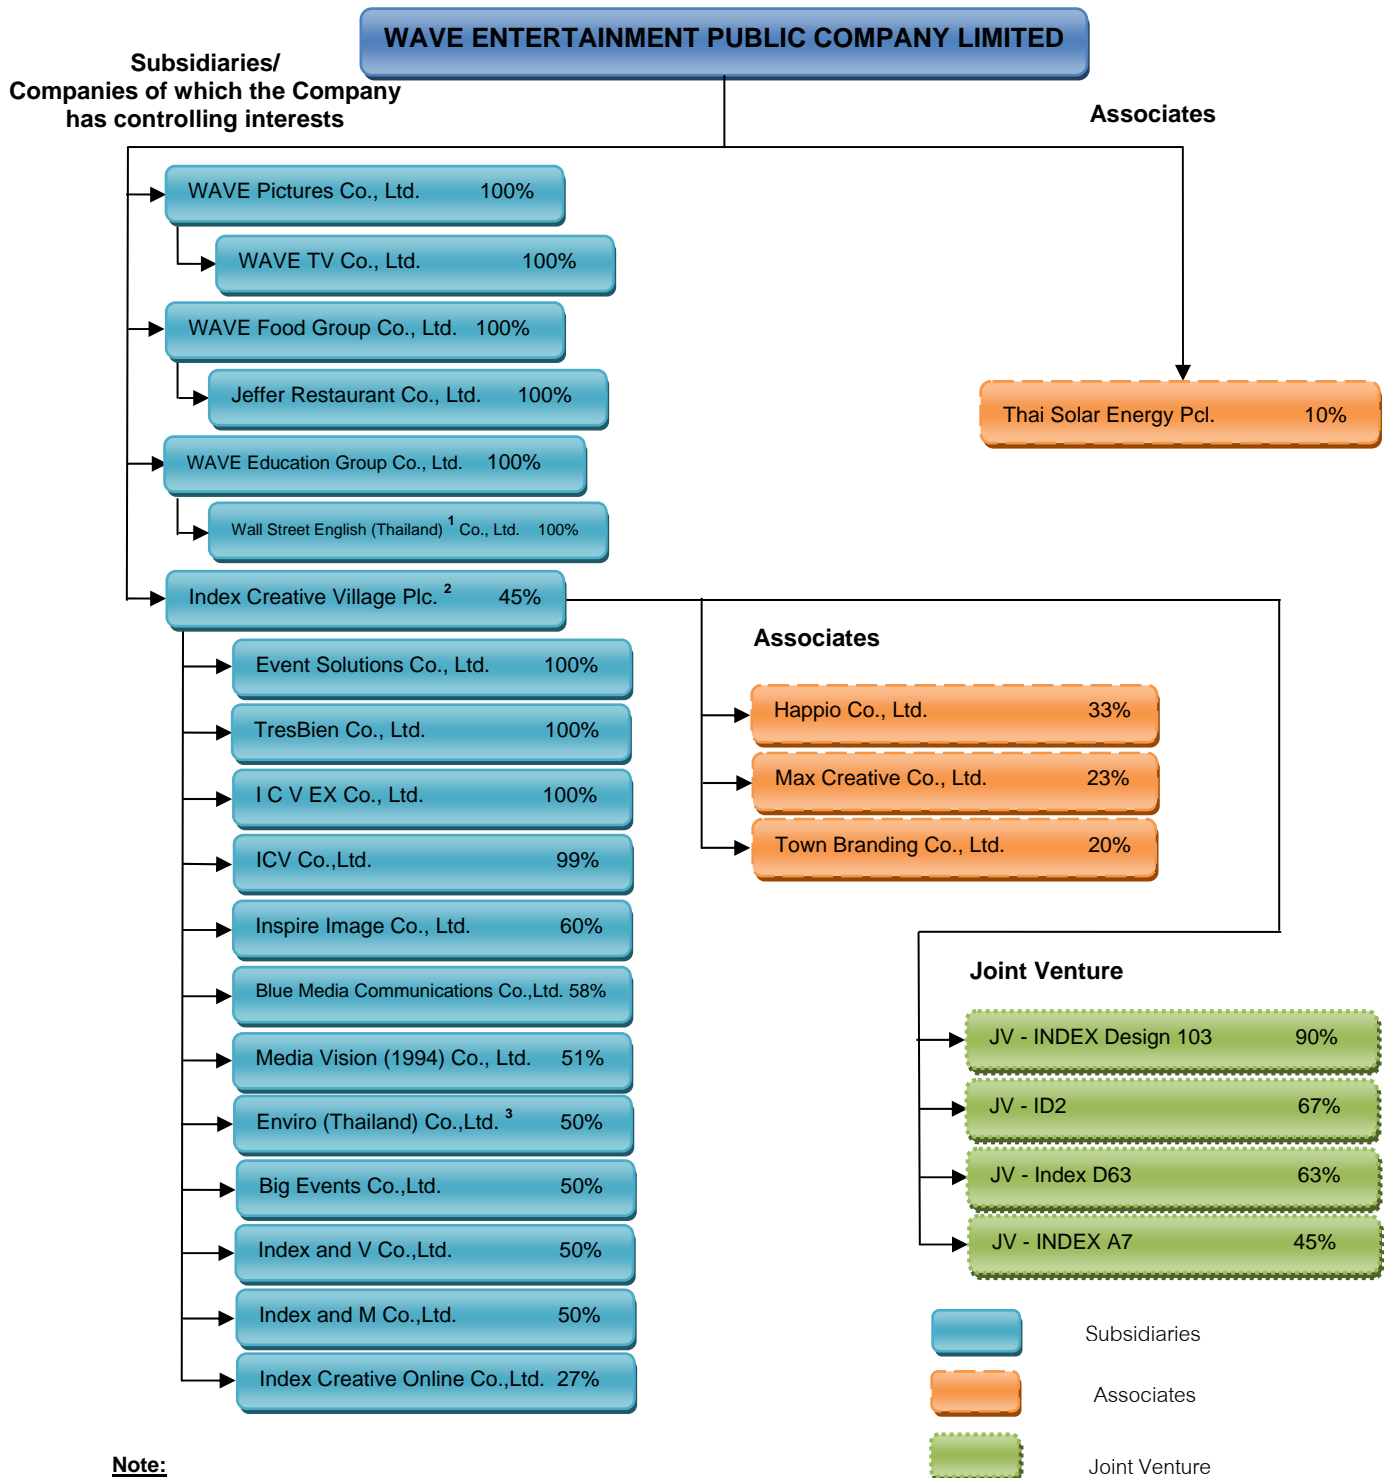 WAVE ENTERTAINMENT PUBLIC COMPANY LIMITED
Subsidiaries/
Companies of which the Company
has controlling interests
Associates
WAVE Pictures Co., Ltd. 100%
WAVE TV Co., Ltd. 100%
WAVE Food Group Co., Ltd. 100%
Jeffer Restaurant Co., Ltd. 100%
Thai Solar Energy Pcl. 10%
WAVE Education Group Co., Ltd. 100%
Wall Street English (Thailand) 1 Co., Ltd. 100%
Index Creative Village Plc. 2 45%
Event Solutions Co., Ltd. 100%
TresBien Co., Ltd. 100%
I C V EX Co., Ltd. 100%
ICV Co.,Ltd. 99%
Inspire Image Co., Ltd. 60%
Blue Media Communications Co.,Ltd. 58%
Media Vision (1994) Co., Ltd. 51%
Enviro (Thailand) Co.,Ltd. 3 50%
Big Events Co.,Ltd. 50%
Index and V Co.,Ltd. 50%
Index and M Co.,Ltd. 50%
Index Creative Online Co.,Ltd. 27%
Associates
Happio Co., Ltd. 33%
Max Creative Co., Ltd. 23%
Town Branding Co., Ltd. 20%
Joint Venture
JV - INDEX Design 103 90%
JV - ID2 67%
JV - Index D63 63%
JV - INDEX A7 45%
Subsidiaries
Associates
Joint Venture
Note: